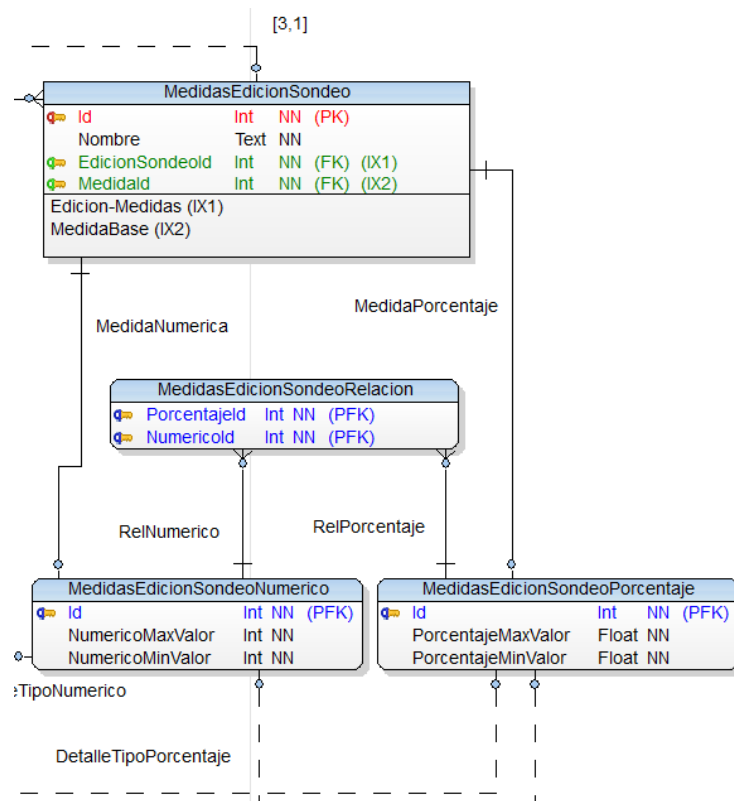 [3,1]
MedidasEdicionSondeo
Id Int NN (PK)
Nombre Text NN
EdicionSondeoId Int NN (FK) (IX1)
MedidaId Int NN (FK) (IX2)
Edicion-Medidas (IX1)
MedidaBase (IX2)
MedidaPorcentaje
MedidaNumerica
MedidasEdicionSondeoRelacion
PorcentajeId Int NN (PFK)
NumericoId Int NN (PFK)
RelNumerico
RelPorcentaje
MedidasEdicionSondeoNumerico
Id Int NN (PFK)
NumericoMaxValor Int NN
NumericoMinValor Int NN
MedidasEdicionSondeoPorcentaje
Id Int NN (PFK)
PorcentajeMaxValor Float NN
PorcentajeMinValor Float NN
eTipoNumerico
DetalleTipoPorcentaje